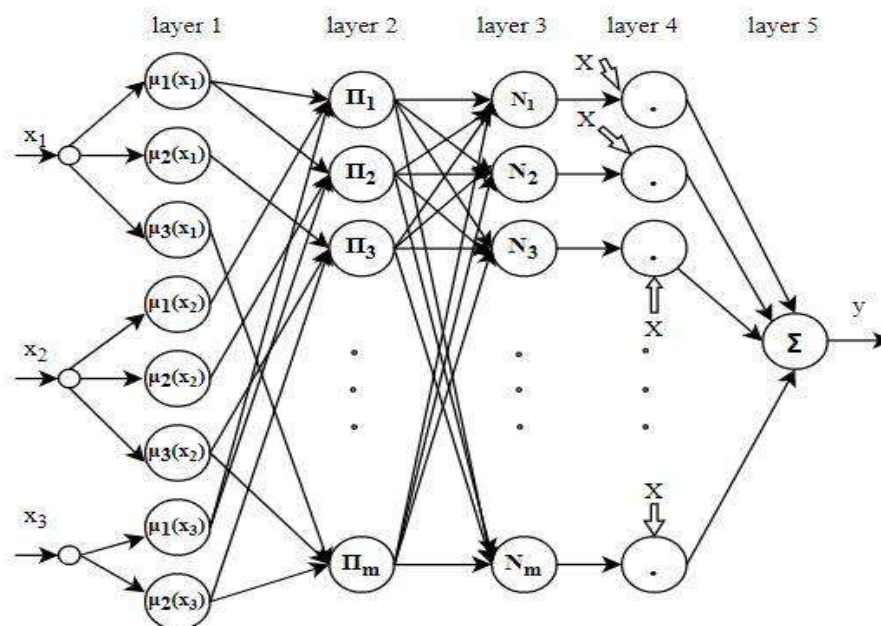 layer 1 layer 2 layer 3 layer 4 layer 5
x₁
μ₁(x₁)
μ₂(x₁)
μ₃(x₁)
x₂
μ₁(x₂)
μ₂(x₂)
μ₃(x₂)
x₃
μ₁(x₃)
μ₂(x₃)
Π₁
Π₂
Π₃
Πₘ
N₁
N₂
N₃
Nₘ
X
X
X
X
Σ
y